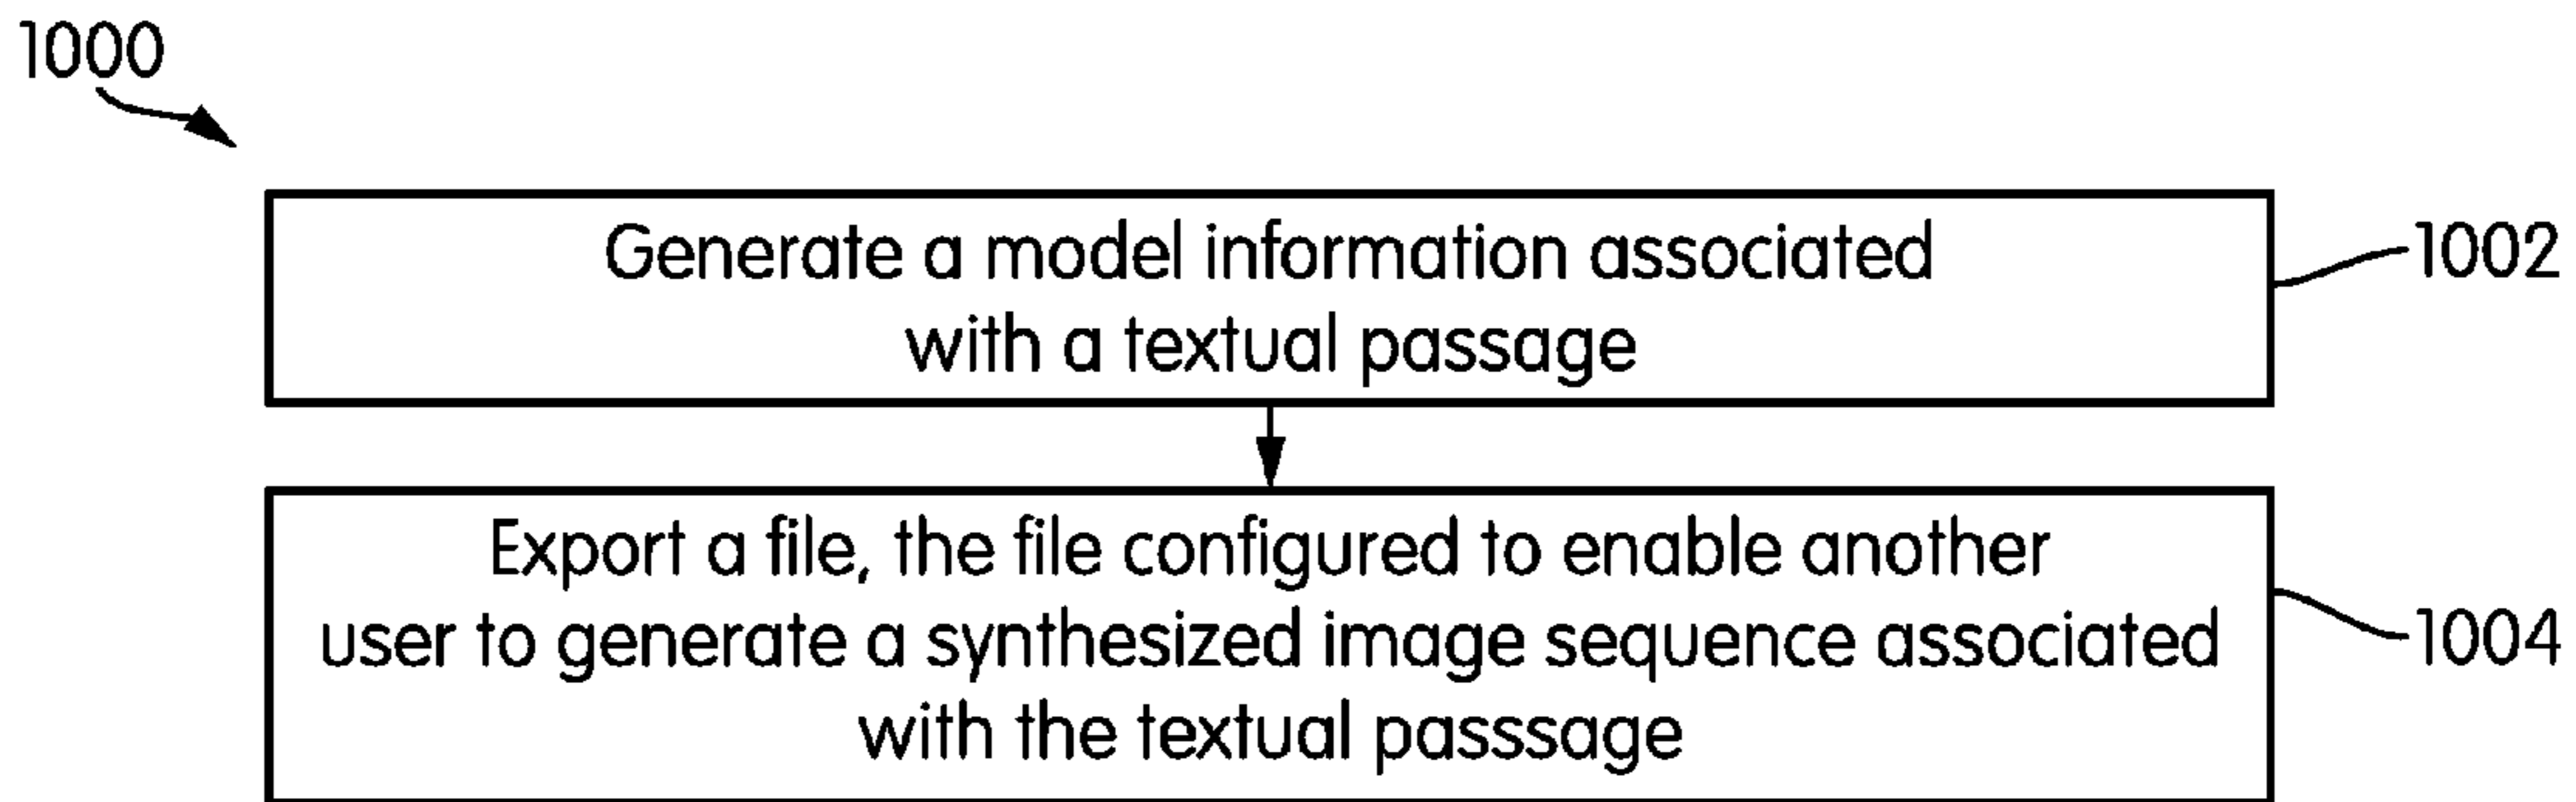 1000
Generate a model information associated
with a textual passage
1002
Export a file, the file configured to enable another
user to generate a synthesized image sequence associated
with the textual passsage
1004